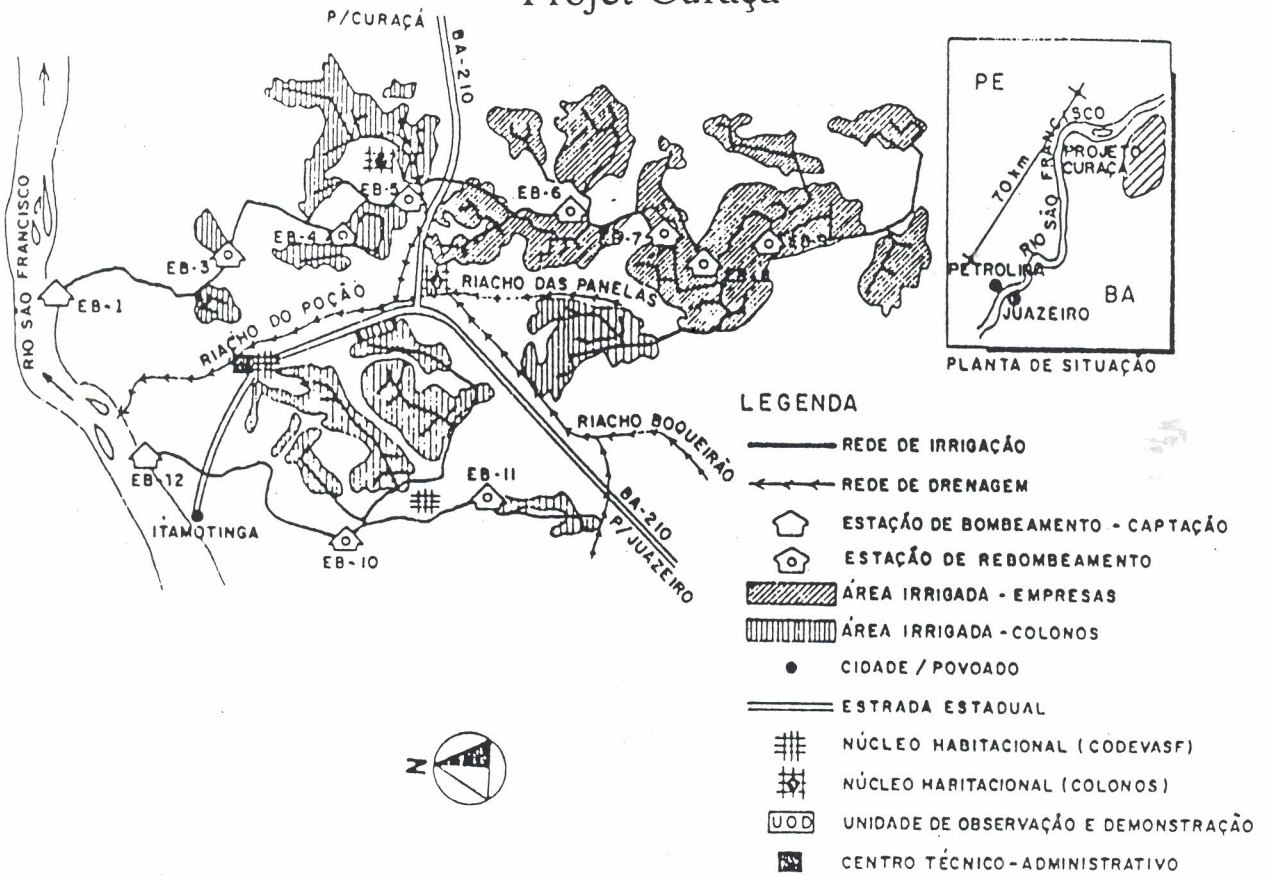 Projet Curaçá
P/CURAÇÁ
BA-210
RIO SÃO FRANCISCO
EB-1
EB-3
EB-4
EB-5
EB-6
EB-7
EB-9
RIACHO DO POÇÃO
RIACHO DAS PANELAS
RIACHO BOQUEIRÃO
EB-12
ITAMOTINGA
EB-10
EB-11
BA-210
P/JUAZEIRO
N
PE
70 km
RIO SÃO FRANCISCO
PROJETO
CURAÇÁ
PETROLINA
JUAZEIRO
BA
PLANTA DE SITUAÇÃO
LEGENDA
REDE DE IRRIGAÇÃO
REDE DE DRENAGEM
ESTAÇÃO DE BOMBEAMENTO - CAPTAÇÃO
ESTAÇÃO DE REBOMBEAMENTO
ÁREA IRRIGADA - EMPRESAS
ÁREA IRRIGADA - COLONOS
CIDADE / POVOADO
ESTRADA ESTADUAL
NÚCLEO HABITACIONAL (CODEVASF)
NÚCLEO HABITACIONAL (COLONOS)
UOD UNIDADE DE OBSERVAÇÃO E DEMONSTRAÇÃO
CENTRO TÉCNICO-ADMINISTRATIVO